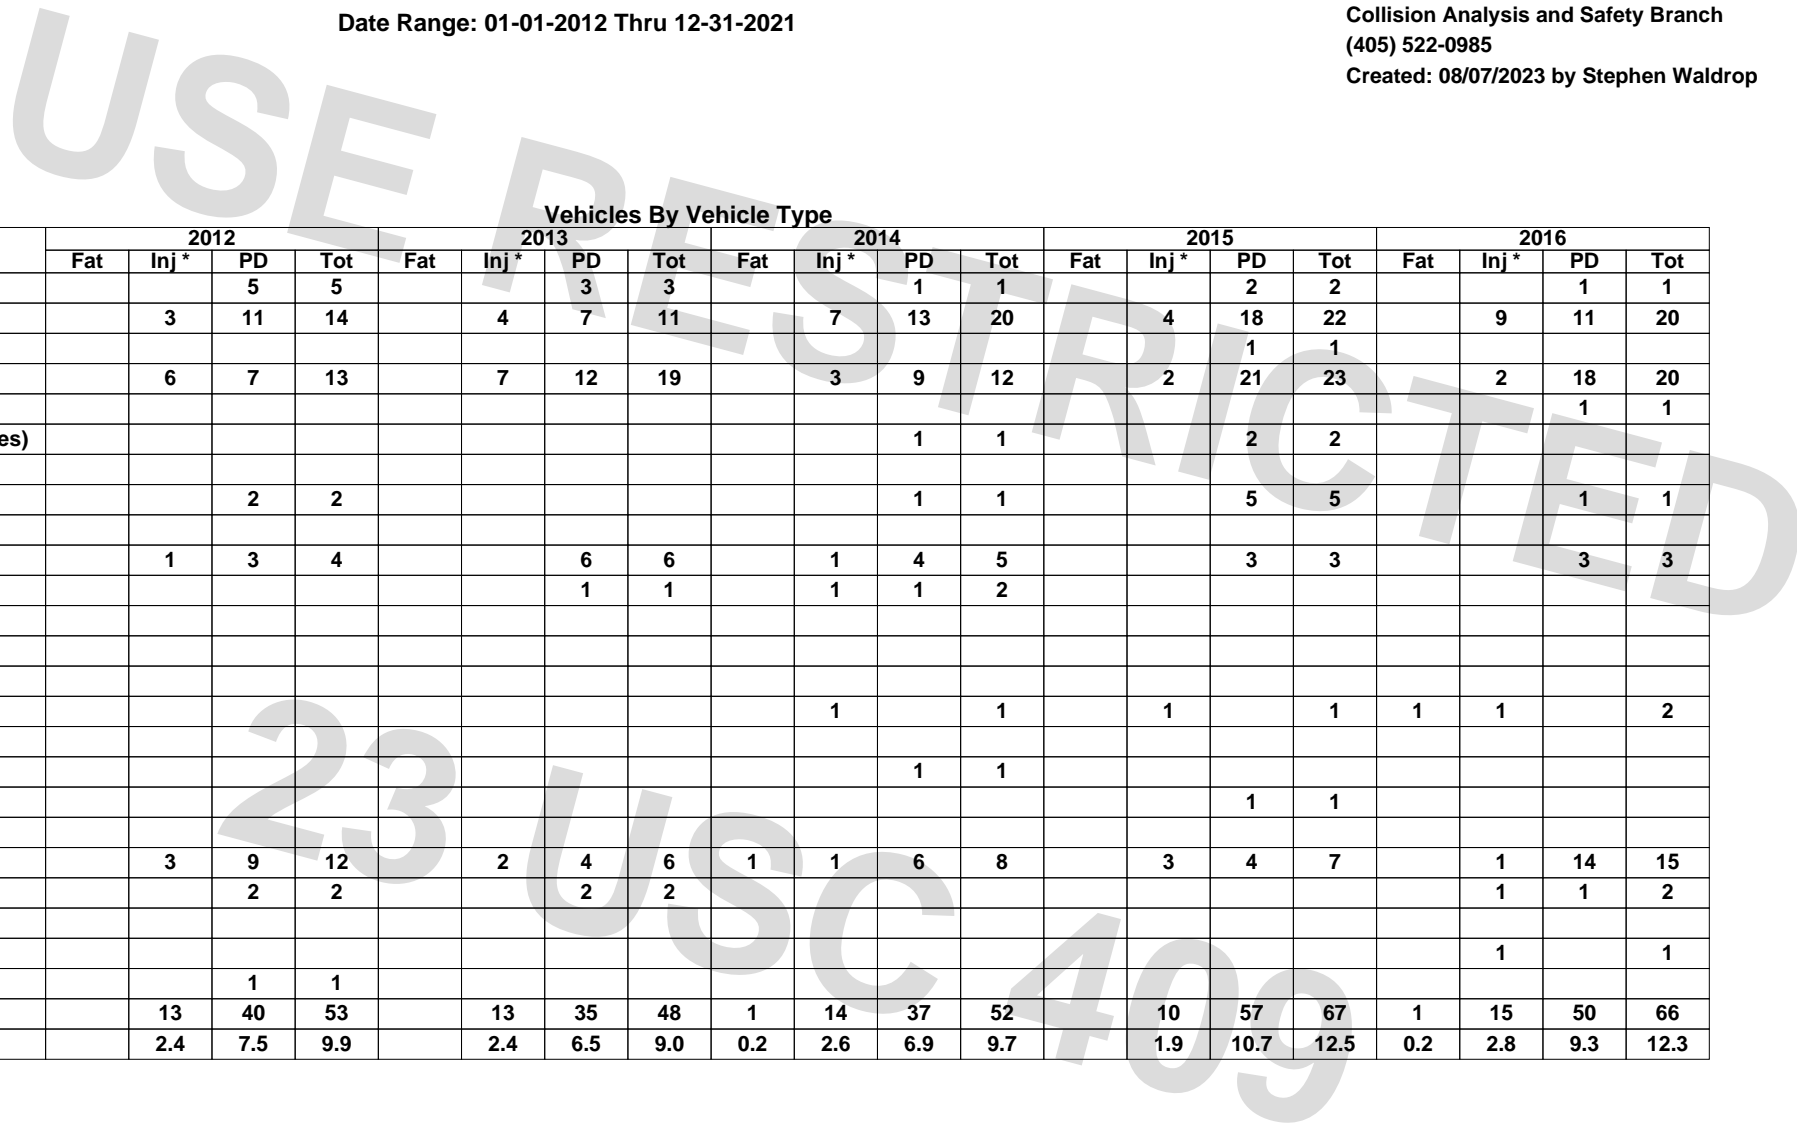 Date Range: 01-01-2012 Thru 12-31-2021
Collision Analysis and Safety Branch
(405) 522-0985
Created: 08/07/2023 by Stephen Waldrop
USE RESTRICTED
Vehicles By Vehicle Type
2012 2013 2014 2015 2016
Fat Inj * PD Tot Fat Inj * PD Tot Fat Inj * PD Tot Fat Inj * PD Tot Fat Inj * PD Tot
5 5 3 3 1 1 2 2 1 1
3 11 14 4 7 11 7 13 20 4 18 22 9 11 20
1 1
6 7 13 7 12 19 3 9 12 2 21 23 2 18 20
1 1
es) 1 1 2 2
2 2 1 1 5 5 1 1
1 3 4 6 6 1 4 5 3 3 3 3
1 1 1 1 2
1 1 1 1 1 1 2
1 1
1 1
3 9 12 2 4 6 1 1 6 8 3 4 7 1 14 15
2 2 2 2 1 1 2
1 1
1 1
13 40 53 13 35 48 1 14 37 52 10 57 67 1 15 50 66
2.4 7.5 9.9 2.4 6.5 9.0 0.2 2.6 6.9 9.7 1.9 10.7 12.5 0.2 2.8 9.3 12.3
23 USC 409